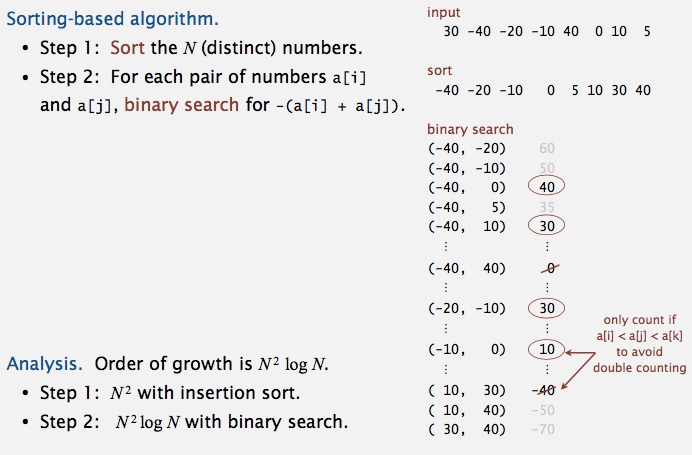 Sorting-based algorithm.
• Step 1: Sort the N (distinct) numbers.
• Step 2: For each pair of numbers a[i]
and a[j], binary search for -(a[i] + a[j]).
Analysis. Order of growth is N² log N.
• Step 1: N² with insertion sort.
• Step 2: N² log N with binary search.
input
30 -40 -20 -10 40 0 10 5
sort
-40 -20 -10 0 5 10 30 40
binary search
(-40, -20) 60
(-40, -10) 50
(-40, 0) 40
(-40, 5) 35
(-40, 10) 30
⋮ ⋮
(-40, 40) 0
⋮ ⋮
(-20, -10) 30
⋮ ⋮
(-10, 0) 10
⋮ ⋮
( 10, 30) -40
( 10, 40) -50
( 30, 40) -70
only count if
a[i] < a[j] < a[k]
to avoid
double counting